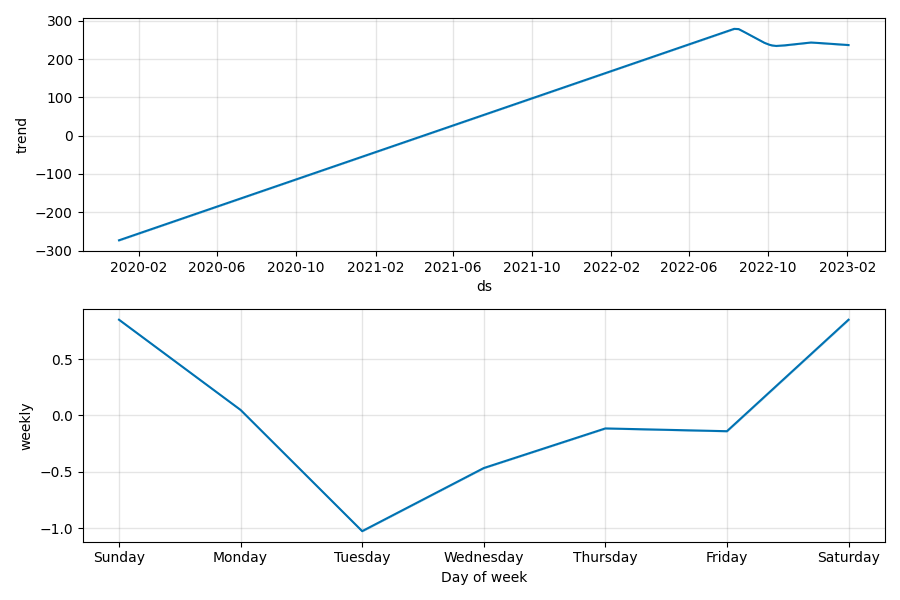 300
200
100
0
−100
−200
−300
trend
2020-02 2020-06 2020-10 2021-02 2021-06 2021-10 2022-02 2022-06 2022-10 2023-02
ds
0.5
0.0
−0.5
−1.0
weekly
Sunday Monday Tuesday Wednesday Thursday Friday Saturday
Day of week